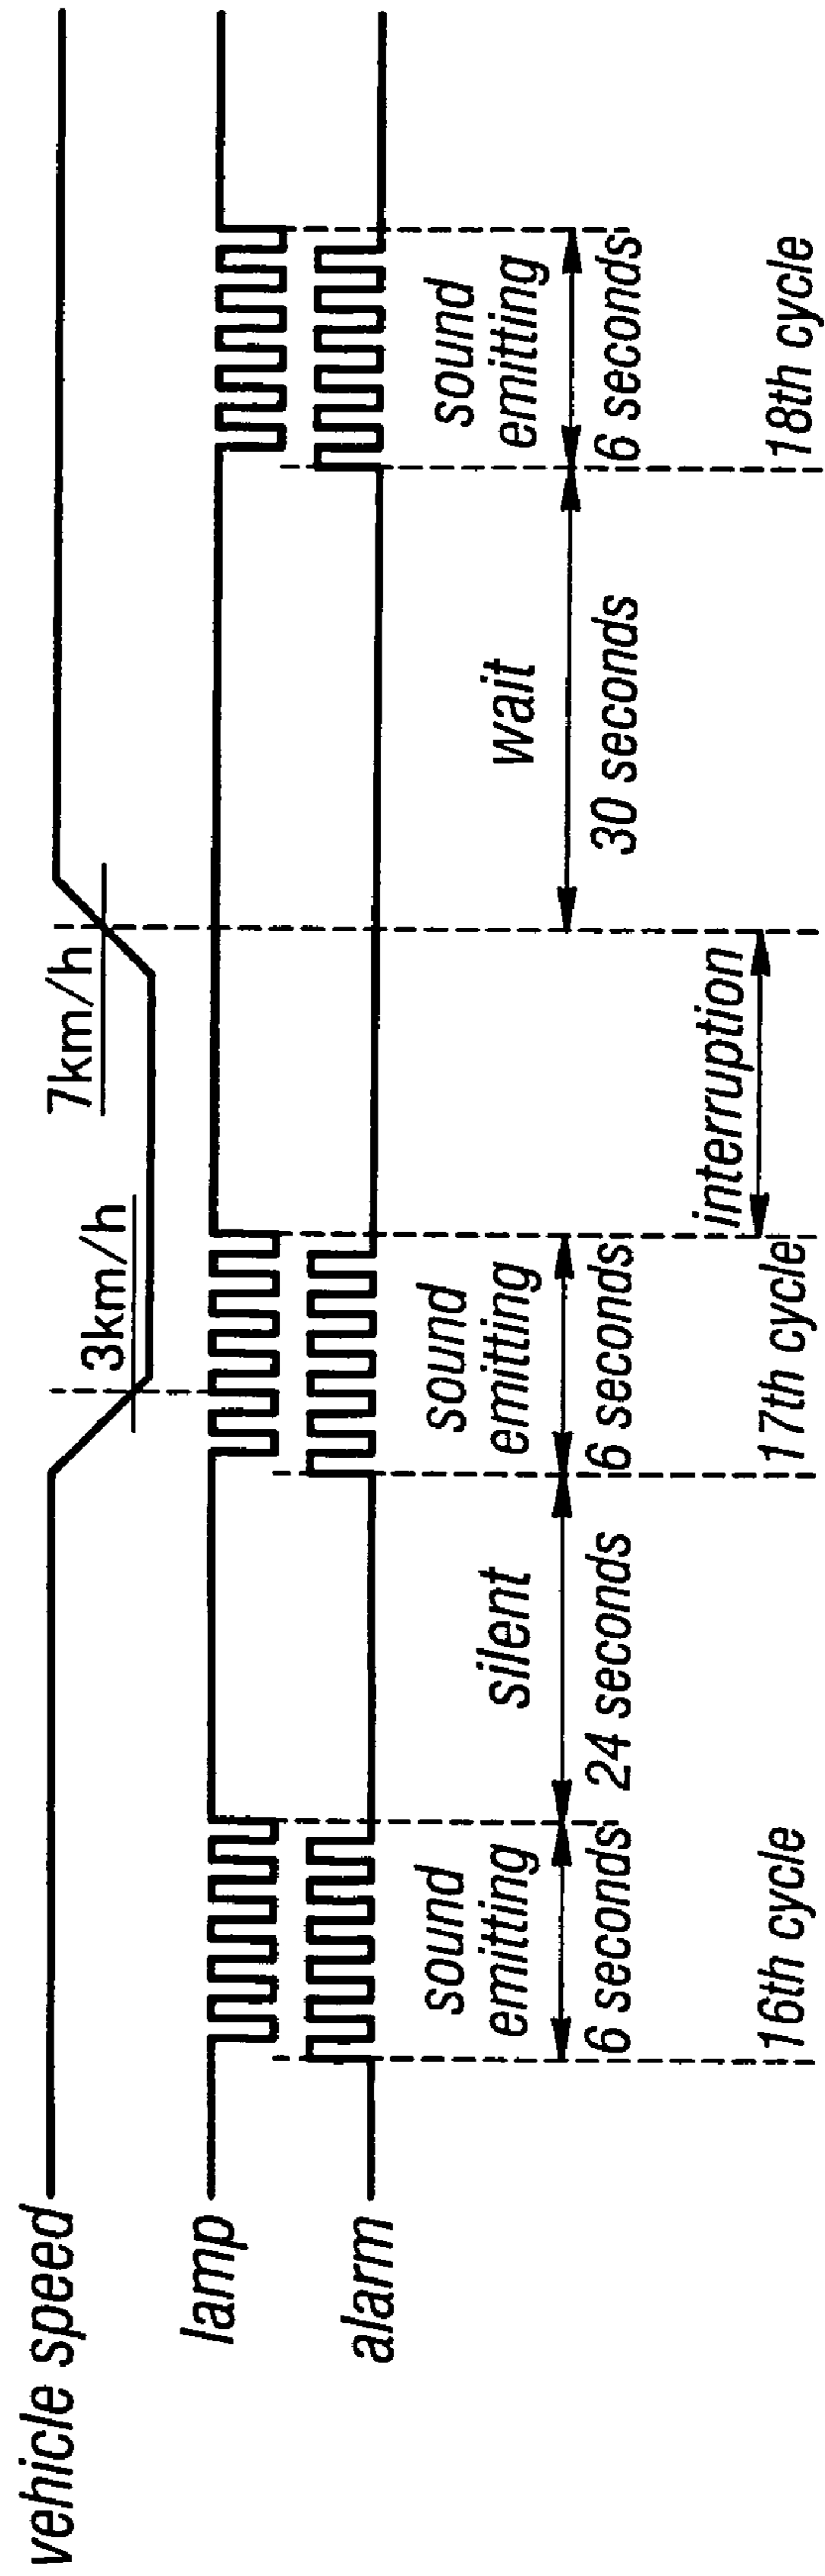 vehicle speed
3km/h
7km/h
lamp
alarm
sound
emitting
6 seconds
silent
24 seconds
sound
emitting
6 seconds
wait
30 seconds
sound
emitting
6 seconds
interruption
16th cycle
17th cycle
18th cycle